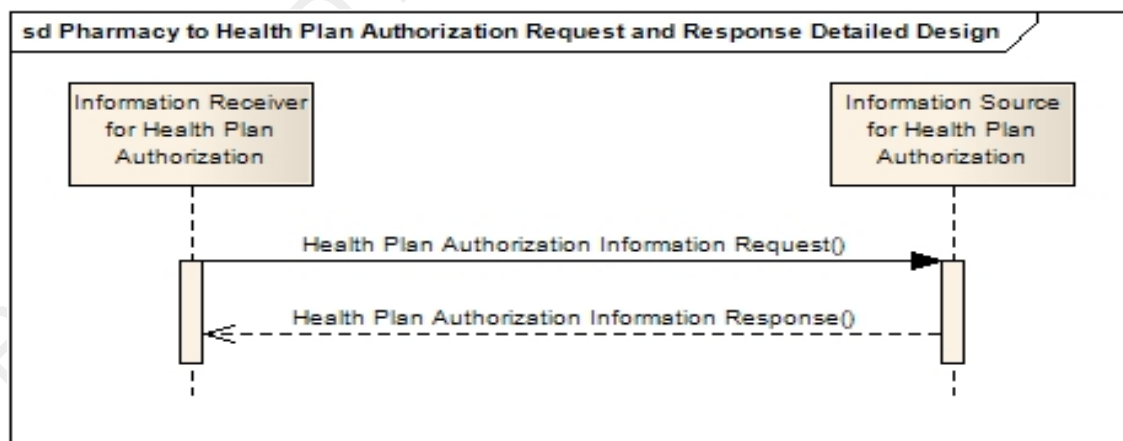 sd Pharmacy to Health Plan Authorization Request and Response Detailed Design
Information Receiver
for Health Plan
Authorization
Information Source
for Health Plan
Authorization
Health Plan Authorization Information Request()
Health Plan Authorization Information Response()